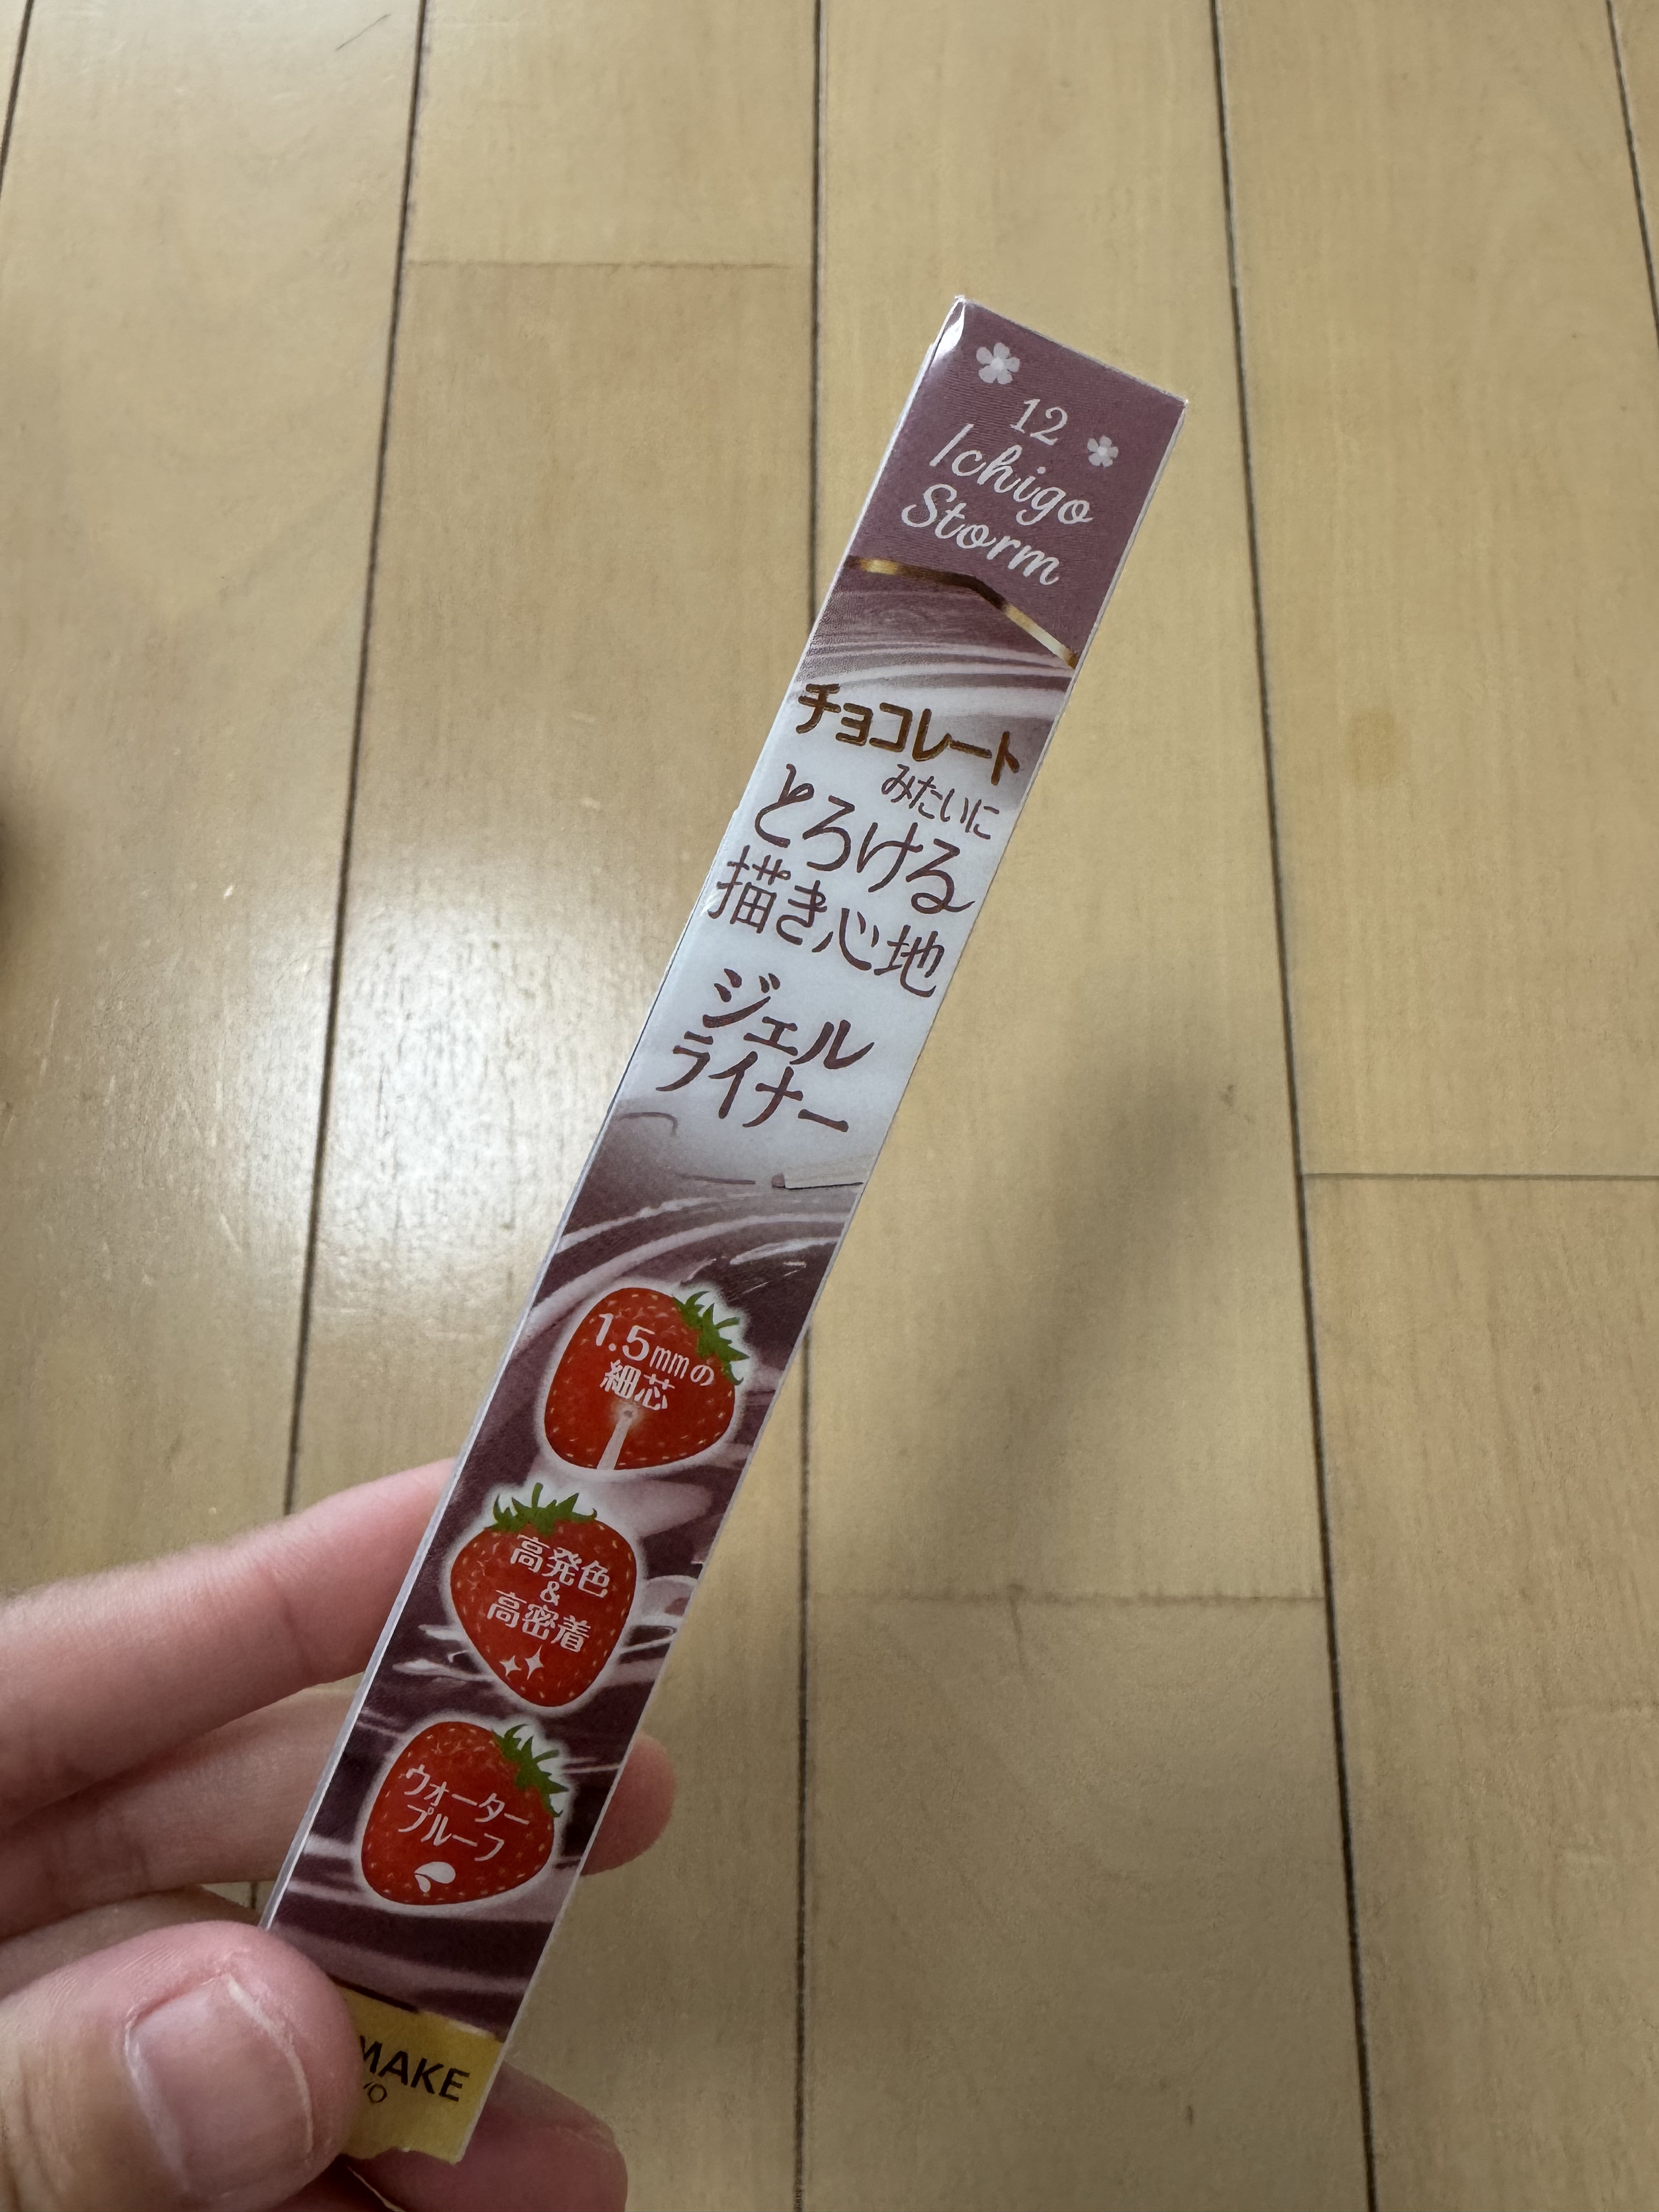 12
Ichigo
Storm
チョコレート
みたいに
とろける
描き心地
ジェル
ライナー
1.5mmの
細芯
高発色
&
高密着
ウォーター
プルーフ
MAKE
YO